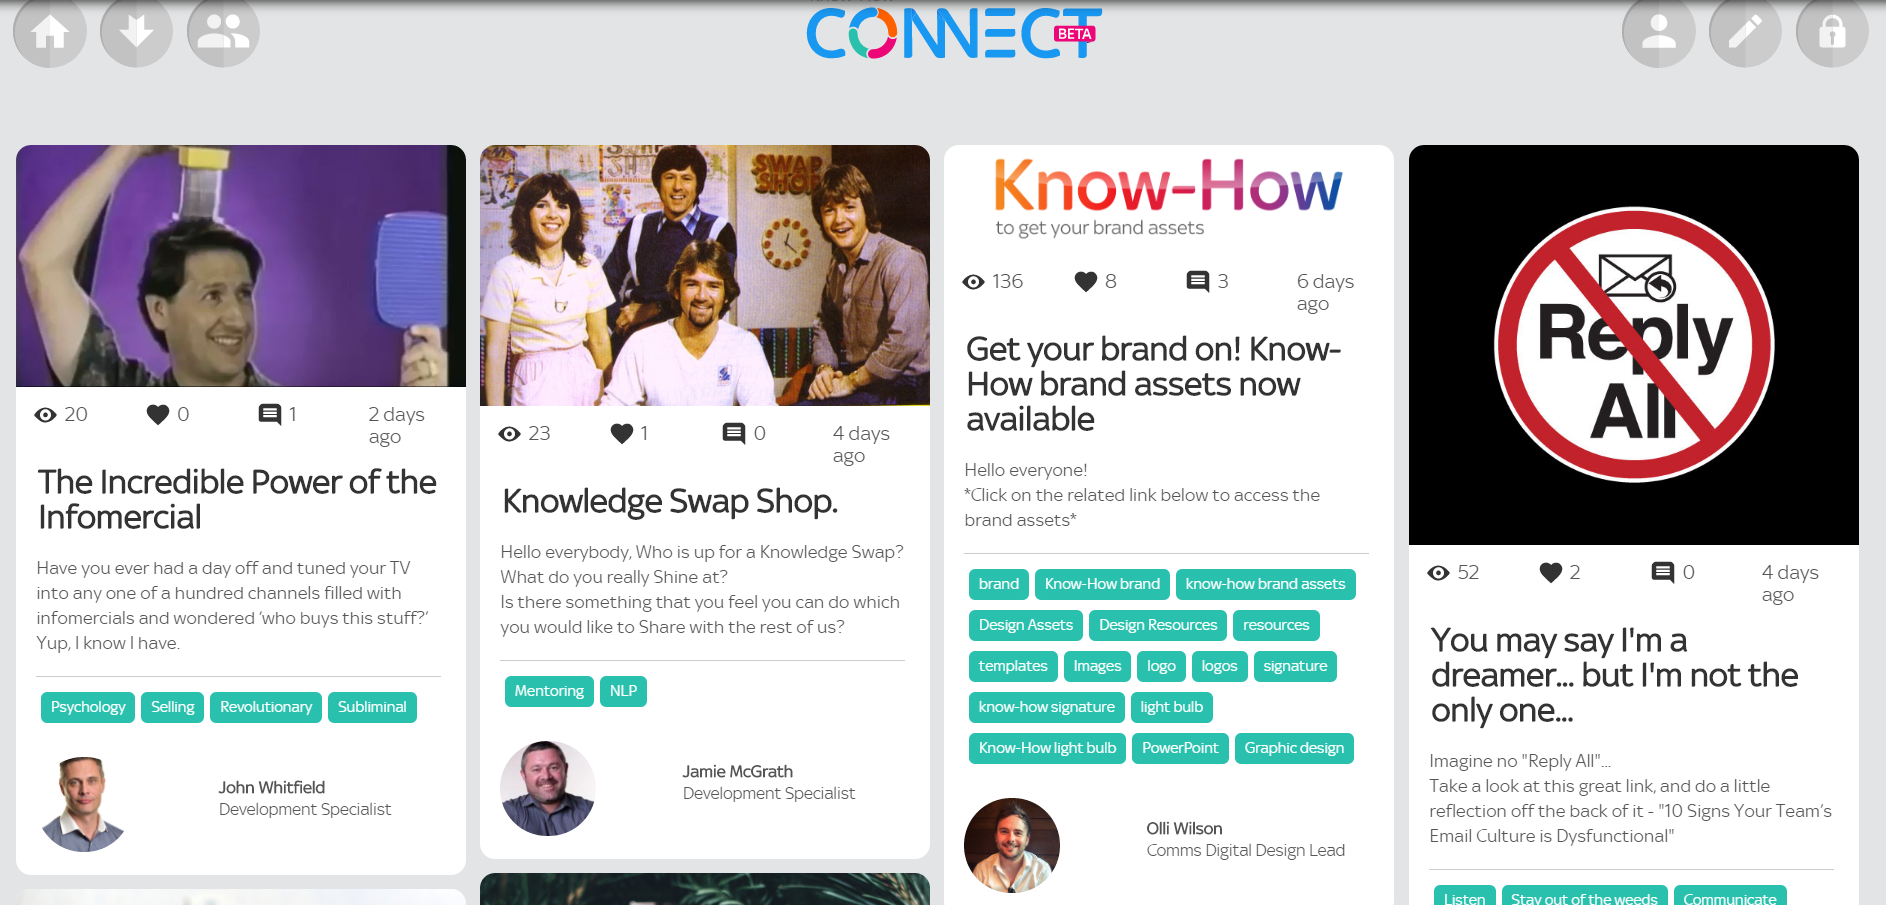 CONNECT
BETA
20 0 1 2 days
ago
The Incredible Power of the
Infomercial
Have you ever had a day off and tuned your TV
into any one of a hundred channels filled with
infomercials and wondered ‘who buys this stuff?’
Yup, I know I have.
Psychology Selling Revolutionary Subliminal
John Whitfield
Development Specialist
SWAP
SHOP
23 1 0 4 days
ago
Knowledge Swap Shop.
Hello everybody, Who is up for a Knowledge Swap?
What do you really Shine at?
Is there something that you feel you can do which
you would like to Share with the rest of us?
Mentoring NLP
Jamie McGrath
Development Specialist
Know-How
to get your brand assets
136 8 3 6 days
ago
Get your brand on! Know-
How brand assets now
available
Hello everyone!
*Click on the related link below to access the
brand assets*
brand Know-How brand know-how brand assets
Design Assets Design Resources resources
templates Images logo logos signature
know-how signature light bulb
Know-How light bulb PowerPoint Graphic design
Olli Wilson
Comms Digital Design Lead
Reply
All
52 2 0 4 days
ago
You may say I'm a
dreamer... but I'm not the
only one...
Imagine no "Reply All"...
Take a look at this great link, and do a little
reflection off the back of it - "10 Signs Your Team’s
Email Culture is Dysfunctional"
Listen Stay out of the weeds Communicate